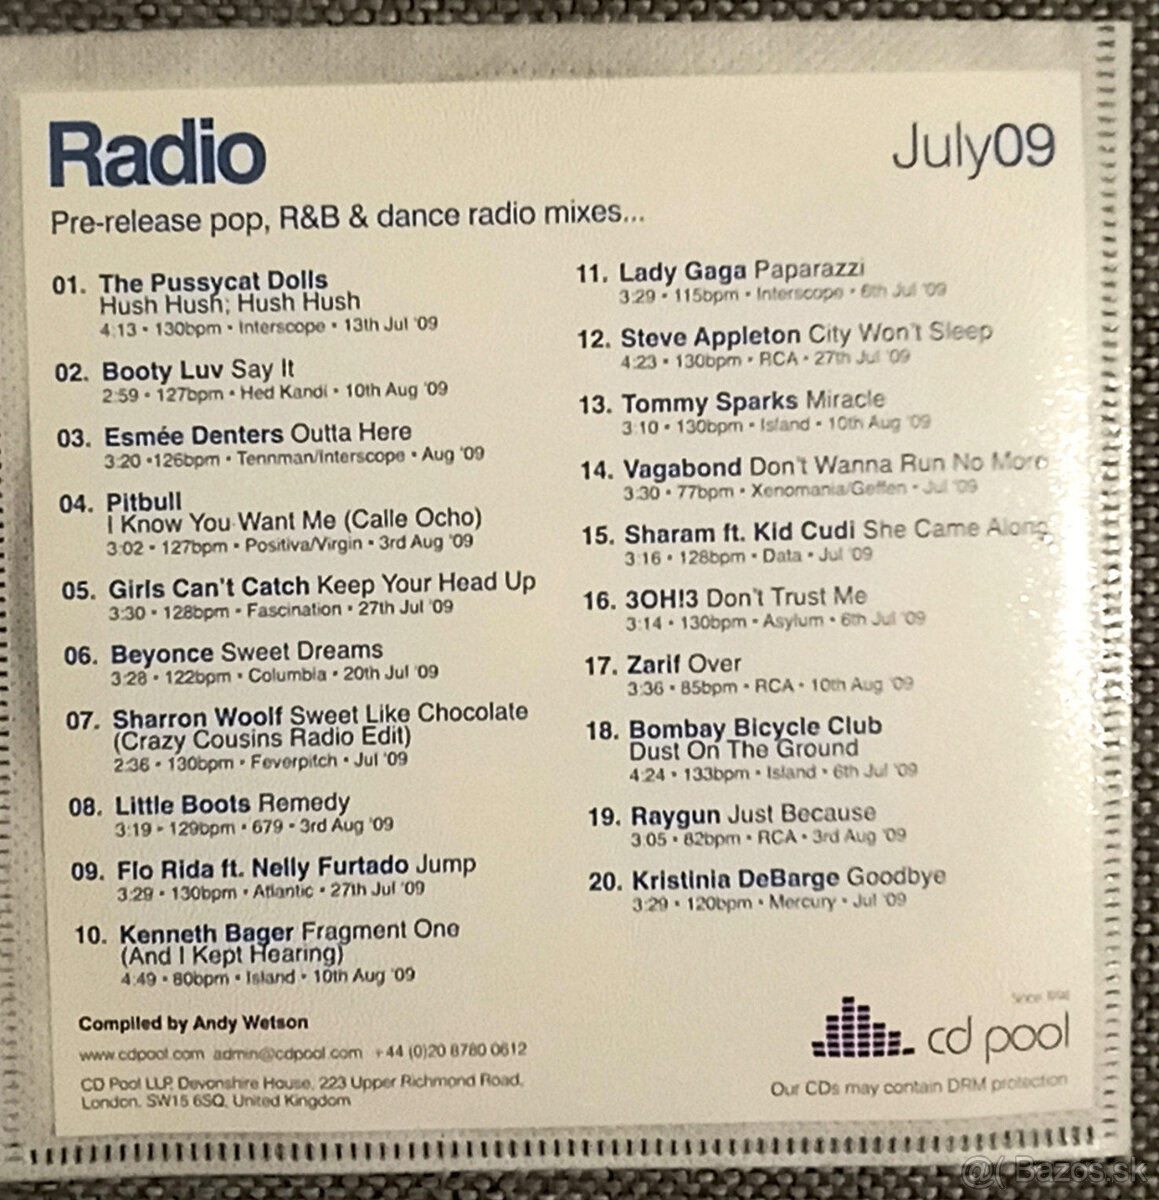 Radio
July09
Pre-release pop, R&B & dance radio mixes...
01. The Pussycat Dolls
Hush Hush; Hush Hush
4:13 • 130bpm • Interscope • 13th Jul '09
02. Booty Luv Say It
2:59 • 127bpm • Hed Kandi • 10th Aug '09
03. Esmée Denters Outta Here
3:20 •126bpm • Tennman/Interscope • Aug '09
04. Pitbull
I Know You Want Me (Calle Ocho)
3:02 • 127bpm • Positiva/Virgin • 3rd Aug '09
05. Girls Can't Catch Keep Your Head Up
3:30 • 128bpm • Fascination • 27th Jul '09
06. Beyonce Sweet Dreams
3:28 • 122bpm • Columbia • 20th Jul '09
07. Sharron Woolf Sweet Like Chocolate
(Crazy Cousins Radio Edit)
2:36 • 130bpm • Feverpitch • Jul '09
08. Little Boots Remedy
3:19 • 129bpm • 679 • 3rd Aug '09
09. Flo Rida ft. Nelly Furtado Jump
3:29 • 130bpm • Atlantic • 27th Jul '09
10. Kenneth Bager Fragment One
(And I Kept Hearing)
4:49 • 80bpm • Island • 10th Aug '09
11. Lady Gaga Paparazzi
3:29 • 115bpm • Interscope • 6th Jul '09
12. Steve Appleton City Won't Sleep
4:23 • 130bpm • RCA • 27th Jul '09
13. Tommy Sparks Miracle
3:10 • 130bpm • Island • 10th Aug '09
14. Vagabond Don't Wanna Run No More
3:30 • 77bpm • Xenomania/Geffen • Jul '09
15. Sharam ft. Kid Cudi She Came Along
3:16 • 128bpm • Data • Jul '09
16. 3OH!3 Don't Trust Me
3:14 • 130bpm • Asylum • 6th Jul '09
17. Zarif Over
3:36 • 85bpm • RCA • 10th Aug '09
18. Bombay Bicycle Club
Dust On The Ground
4:24 • 133bpm • Island • 6th Jul '09
19. Raygun Just Because
3:05 • 82bpm • RCA • 3rd Aug '09
20. Kristinia DeBarge Goodbye
3:29 • 120bpm • Mercury • Jul '09
Compiled by Andy Wetson
www.cdpool.com admin@cdpool.com +44 (0)20 8780 0612
CD Pool LLP, Devonshire House, 223 Upper Richmond Road,
London. SW15 6SQ, United Kingdom
Since
cd pool
Our CDs may contain DRM protection
@( Bazos.sk